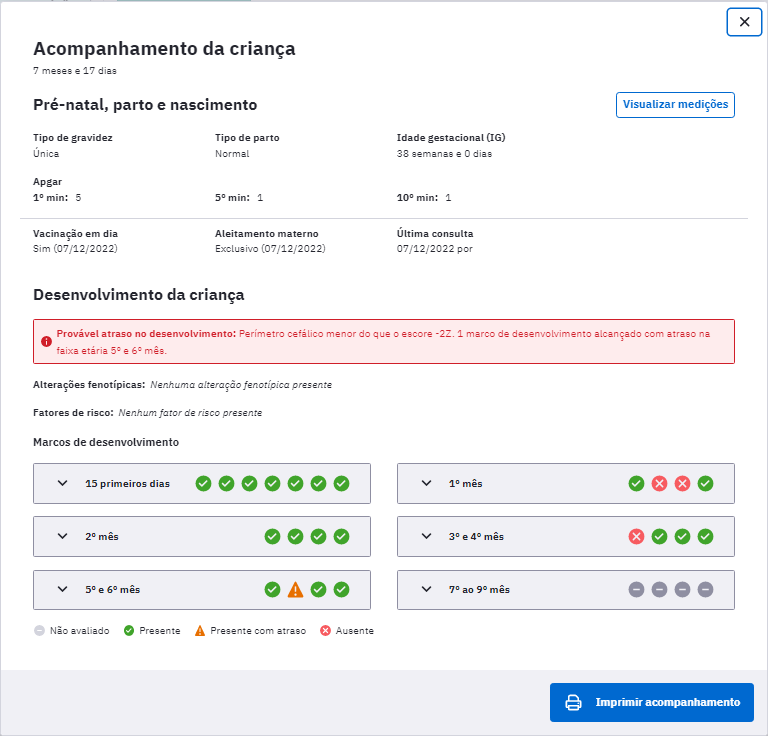 Acompanhamento da criança
7 meses e 17 dias
Pré-natal, parto e nascimento
Visualizar medições
Tipo de gravidez
Única
Tipo de parto
Normal
Idade gestacional (IG)
38 semanas e 0 dias
Apgar
1º min: 5
5º min: 1
10º min: 1
Vacinação em dia
Sim (07/12/2022)
Aleitamento materno
Exclusivo (07/12/2022)
Última consulta
07/12/2022 por
Desenvolvimento da criança
Provável atraso no desenvolvimento: Perímetro cefálico menor do que o escore -2Z. 1 marco de desenvolvimento alcançado com atraso na
faixa etária 5º e 6º mês.
Alterações fenotípicas: Nenhuma alteração fenotípica presente
Fatores de risco: Nenhum fator de risco presente
Marcos de desenvolvimento
15 primeiros dias
1º mês
2º mês
3º e 4º mês
5º e 6º mês
7º ao 9º mês
Não avaliado
Presente
Presente com atraso
Ausente
Imprimir acompanhamento